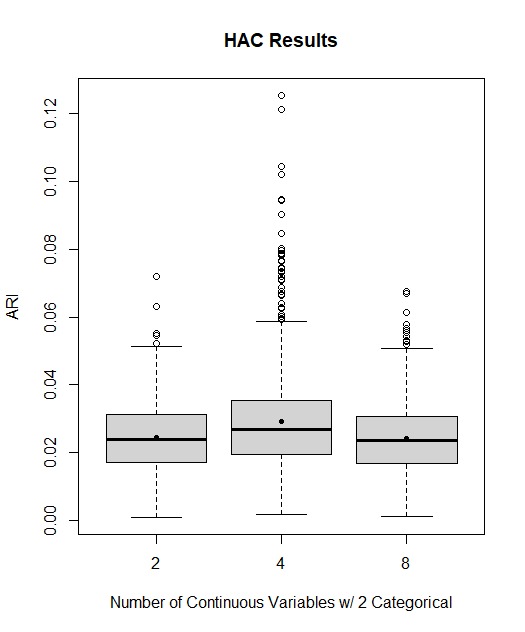 HAC Results
0.12
0.10
0.08
0.06
0.04
0.02
0.00
ARI
2 4 8
Number of Continuous Variables w/ 2 Categorical